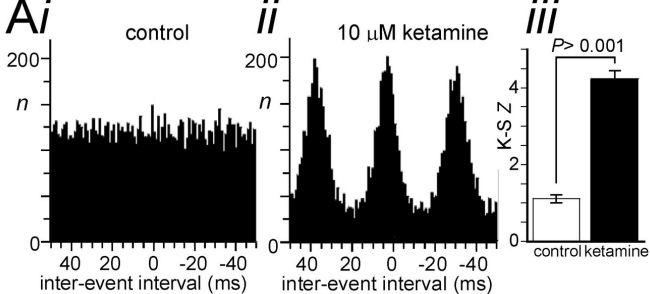 Ai
control
200
n
0
40 20 0 -20 -40
inter-event interval (ms)
ii
10 µM ketamine
200
n
0
40 20 0 -20 -40
inter-event interval (ms)
iii
P> 0.001
K-S Z
4
2
0
control ketamine